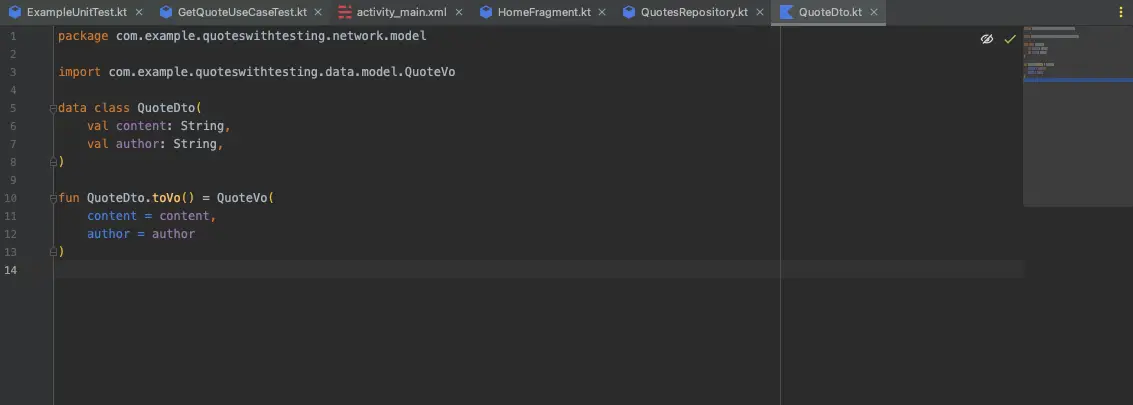 ExampleUnitTest.kt GetQuoteUseCaseTest.kt activity_main.xml HomeFragment.kt QuotesRepository.kt QuoteDto.kt
1 package com.example.quoteswithtesting.network.model
2
3 import com.example.quoteswithtesting.data.model.QuoteVo
4
5 data class QuoteDto(
6 val content: String,
7 val author: String,
8 )
9
10 fun QuoteDto.toVo() = QuoteVo(
11 content = content,
12 author = author
13 )
14